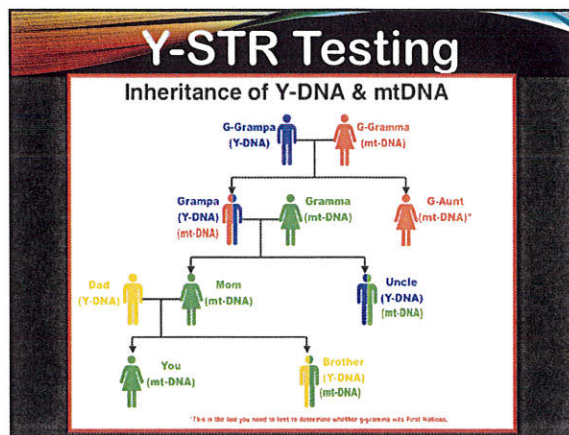 Y-STR Testing
Inheritance of Y-DNA & mtDNA
G-Grampa
(Y-DNA)
G-Gramma
(mt-DNA)
Grampa
(Y-DNA)
(mt-DNA)
Gramma
(mt-DNA)
G-Aunt
(mt-DNA)*
Dad
(Y-DNA)
Mom
(mt-DNA)
Uncle
(Y-DNA)
(mt-DNA)
You
(mt-DNA)
Brother
(Y-DNA)
(mt-DNA)
*This is the line you need to test to determine whether g-gramma was First Nations.